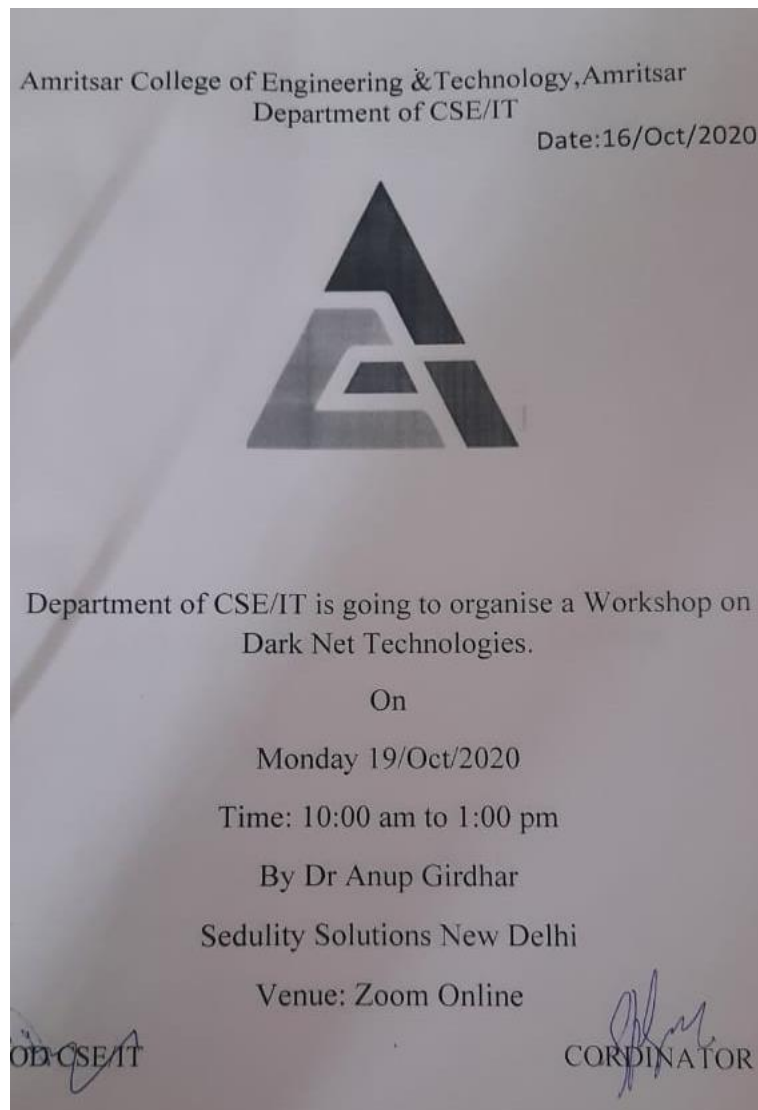 Amritsar College of Engineering &Technology,Amritsar
Department of CSE/IT
Date:16/Oct/2020
Department of CSE/IT is going to organise a Workshop on
Dark Net Technologies.
On
Monday 19/Oct/2020
Time: 10:00 am to 1:00 pm
By Dr Anup Girdhar
Sedulity Solutions New Delhi
Venue: Zoom Online
OD CSE/IT CORDINATOR